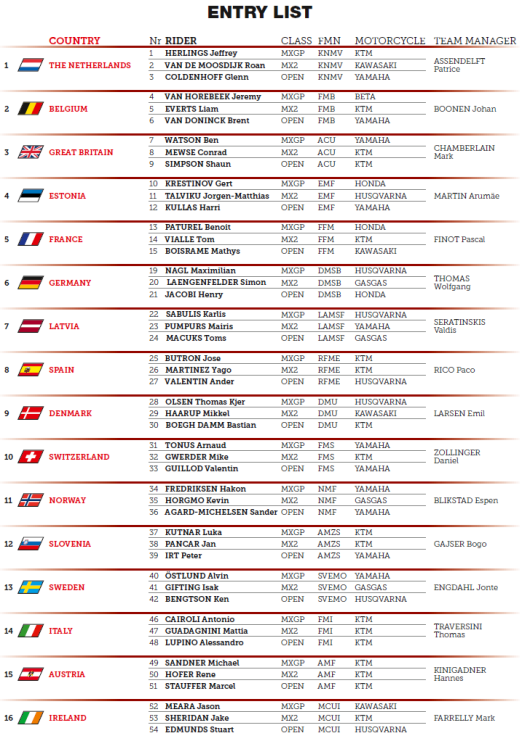 ENTRY LIST
COUNTRY Nr RIDER CLASS FMN MOTORCYCLE TEAM MANAGER
1 THE NETHERLANDS ASSENDELFT Patrice
1 HERLINGS Jeffrey MXGP KNMV KTM
2 VAN DE MOOSDIJK Roan MX2 KNMV KAWASAKI
3 COLDENHOFF Glenn OPEN KNMV YAMAHA
2 BELGIUM BOONEN Johan
4 VAN HOREBEEK Jeremy MXGP FMB BETA
5 EVERTS Liam MX2 FMB KTM
6 VAN DONINCK Brent OPEN FMB YAMAHA
3 GREAT BRITAIN CHAMBERLAIN Mark
7 WATSON Ben MXGP ACU YAMAHA
8 MEWSE Conrad MX2 ACU KTM
9 SIMPSON Shaun OPEN ACU KTM
4 ESTONIA MARTIN Arumäe
10 KRESTINOV Gert MXGP EMF HONDA
11 TALVIKU Jorgen-Matthias MX2 EMF HUSQVARNA
12 KULLAS Harri OPEN EMF YAMAHA
5 FRANCE FINOT Pascal
13 PATUREL Benoit MXGP FFM HONDA
14 VIALLE Tom MX2 FFM KTM
15 BOISRAME Mathys OPEN FFM KAWASAKI
6 GERMANY THOMAS Wolfgang
19 NAGL Maximilian MXGP DMSB HUSQVARNA
20 LAENGENFELDER Simon MX2 DMSB GASGAS
21 JACOBI Henry OPEN DMSB HONDA
7 LATVIA SERATINSKIS Valdis
22 SABULIS Karlis MXGP LAMSF HUSQVARNA
23 PUMPURS Mairis MX2 LAMSF YAMAHA
24 MACUKS Toms OPEN LAMSF GASGAS
8 SPAIN RICO Paco
25 BUTRON Jose MXGP RFME KTM
26 MARTINEZ Yago MX2 RFME KTM
27 VALENTIN Ander OPEN RFME HUSQVARNA
9 DENMARK LARSEN Emil
28 OLSEN Thomas Kjer MXGP DMU HUSQVARNA
29 HAARUP Mikkel MX2 DMU KAWASAKI
30 BOEGH DAMM Bastian OPEN DMU KTM
10 SWITZERLAND ZOLLINGER Daniel
31 TONUS Arnaud MXGP FMS YAMAHA
32 GWERDER Mike MX2 FMS KTM
33 GUILLOD Valentin OPEN FMS YAMAHA
11 NORWAY BLIKSTAD Espen
34 FREDRIKSEN Hakon MXGP NMF YAMAHA
35 HORGMO Kevin MX2 NMF GASGAS
36 AGARD-MICHELSEN Sander OPEN NMF YAMAHA
12 SLOVENIA GAJSER Bogo
37 KUTNAR Luka MXGP AMZS KTM
38 PANCAR Jan MX2 AMZS KTM
39 IRT Peter OPEN AMZS YAMAHA
13 SWEDEN ENGDAHL Jonte
40 ÖSTLUND Alvin MXGP SVEMO YAMAHA
41 GIFTING Isak MX2 SVEMO GASGAS
42 BENGTSON Ken OPEN SVEMO HUSQVARNA
14 ITALY TRAVERSINI Thomas
46 CAIROLI Antonio MXGP FMI KTM
47 GUADAGNINI Mattia MX2 FMI KTM
48 LUPINO Alessandro OPEN FMI KTM
15 AUSTRIA KINIGADNER Hannes
49 SANDNER Michael MXGP AMF KTM
50 HOFER Rene MX2 AMF KTM
51 STAUFFER Marcel OPEN AMF KTM
16 IRELAND FARRELLY Mark
52 MEARA Jason MXGP MCUI KAWASAKI
53 SHERIDAN Jake MX2 MCUI KTM
54 EDMUNDS Stuart OPEN MCUI HUSQVARNA